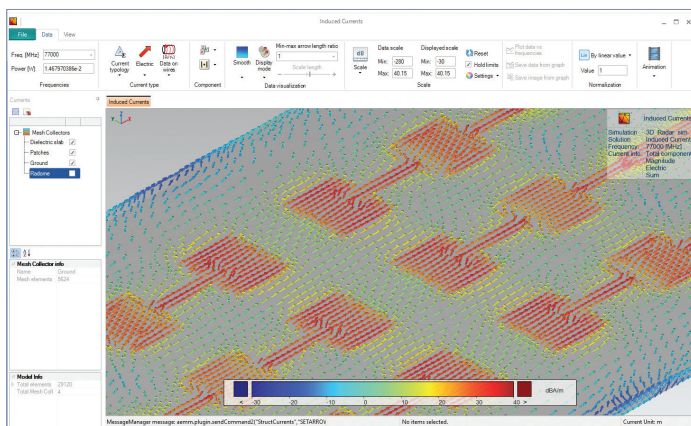 Induced Currents
File Data View
Freq. [MHz] 77000
Power [W] 1.467970386e-2
Frequencies
Current typology
Electric
[A/m] Data on wires
Current type
Component
Smooth
Display mode
Min-max arrow length ratio
1
Scale length
Data visualization
dB
Scale
Data scale
Min: -280
Max: 40.15
Displayed scale
Min: -30
Max: 40.15
Reset
Hold limits
Settings
Scale
Plot data vs frequencies
Save data from graph
Save image from graph
Lin By linear value
Value 1
Normalization
Animation
Currents
Induced Currents
Mesh Collectors
Dielectric slab
Patches
Ground
Radome
Mesh Collector info
Name Ground
Mesh elements 5624
Model Info
Total elements 28120
Total Mesh Coll 4
Induced Currents
Simulation : 3D Radar sim
Solution : Induced Current
Frequency : 77000 [MHz]
Current info: Total component
Magnitude
Electric
Sum
< -30 -20 -10 0 10 20 30 40 >
dBA/m
MessageManager message: aemm.plugin.sendCommand2("StructCurrents","SETARROV
No items selected.
Current Unit: m